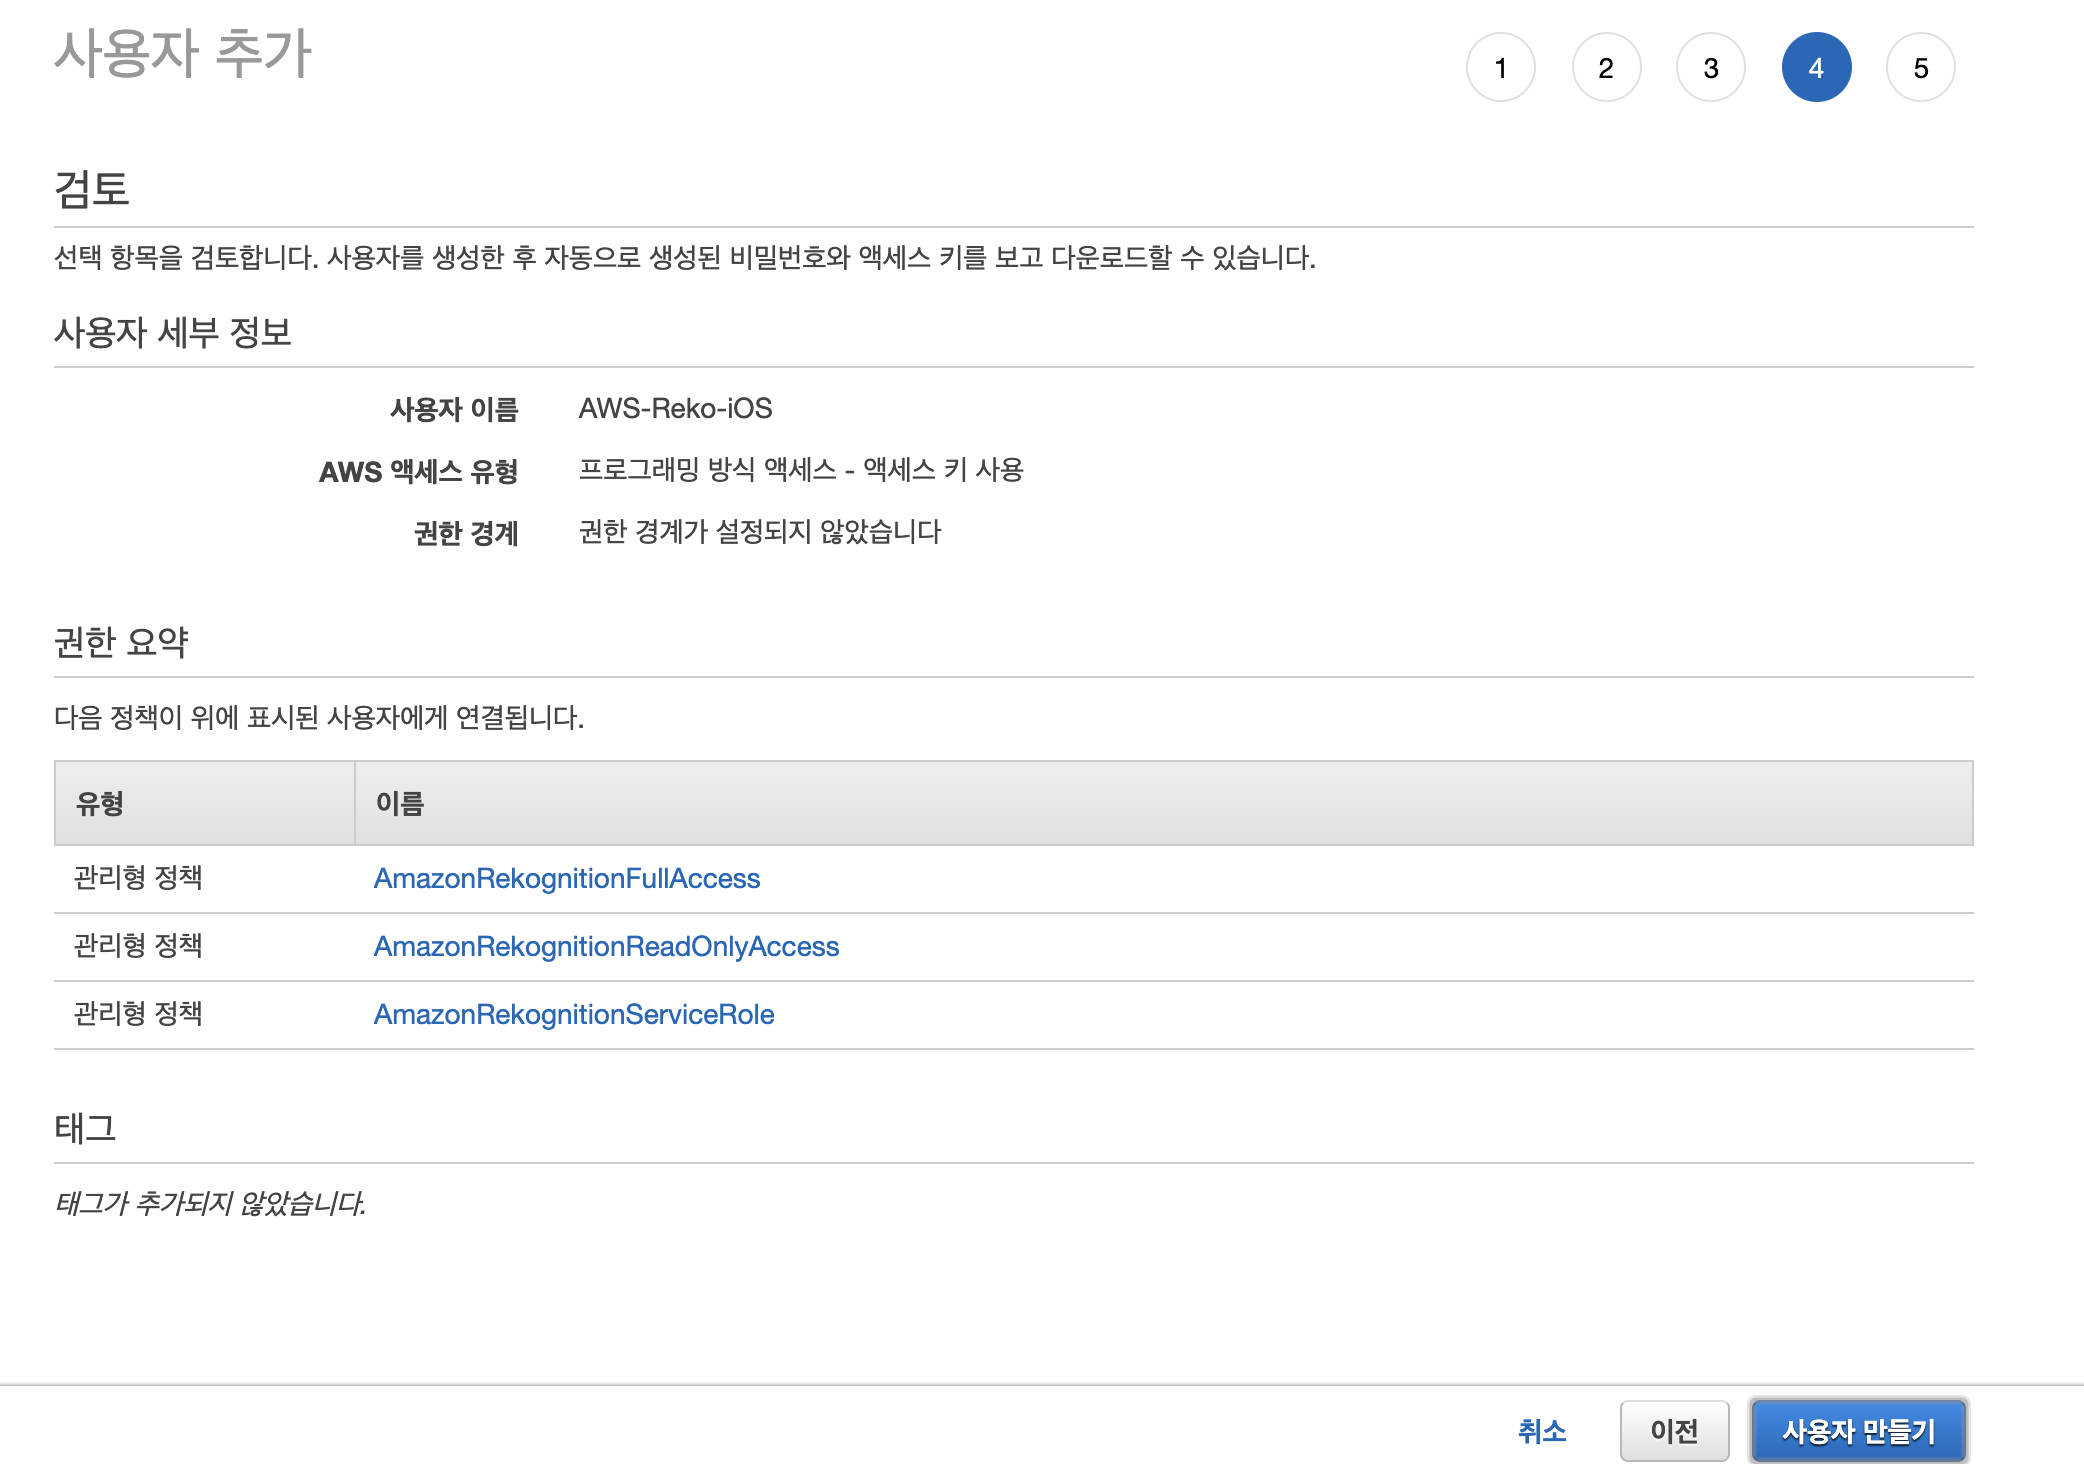 사용자 추가
1 2 3 4 5
검토
선택 항목을 검토합니다. 사용자를 생성한 후 자동으로 생성된 비밀번호와 액세스 키를 보고 다운로드할 수 있습니다.
사용자 세부 정보
사용자 이름 AWS-Reko-iOS
AWS 액세스 유형 프로그래밍 방식 액세스 - 액세스 키 사용
권한 경계 권한 경계가 설정되지 않았습니다
권한 요약
다음 정책이 위에 표시된 사용자에게 연결됩니다.
유형 이름
관리형 정책 AmazonRekognitionFullAccess
관리형 정책 AmazonRekognitionReadOnlyAccess
관리형 정책 AmazonRekognitionServiceRole
태그
태그가 추가되지 않았습니다.
취소 이전 사용자 만들기